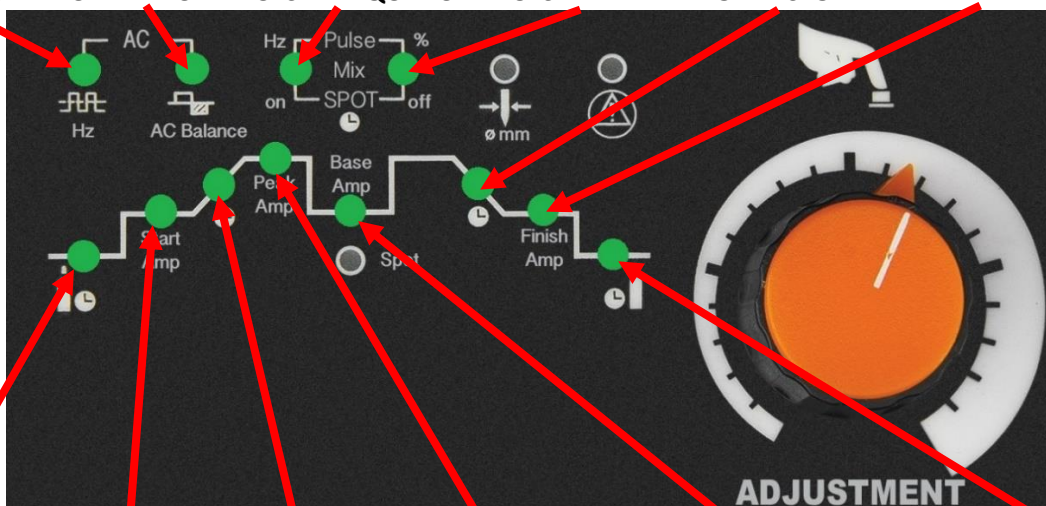 AC
Hz Pulse %
Mix
on SPOT off
Hz
AC Balance
ø mm
Base
Amp
Peak
Amp
Start
Amp
Spot
Finish
Amp
ADJUSTMENT